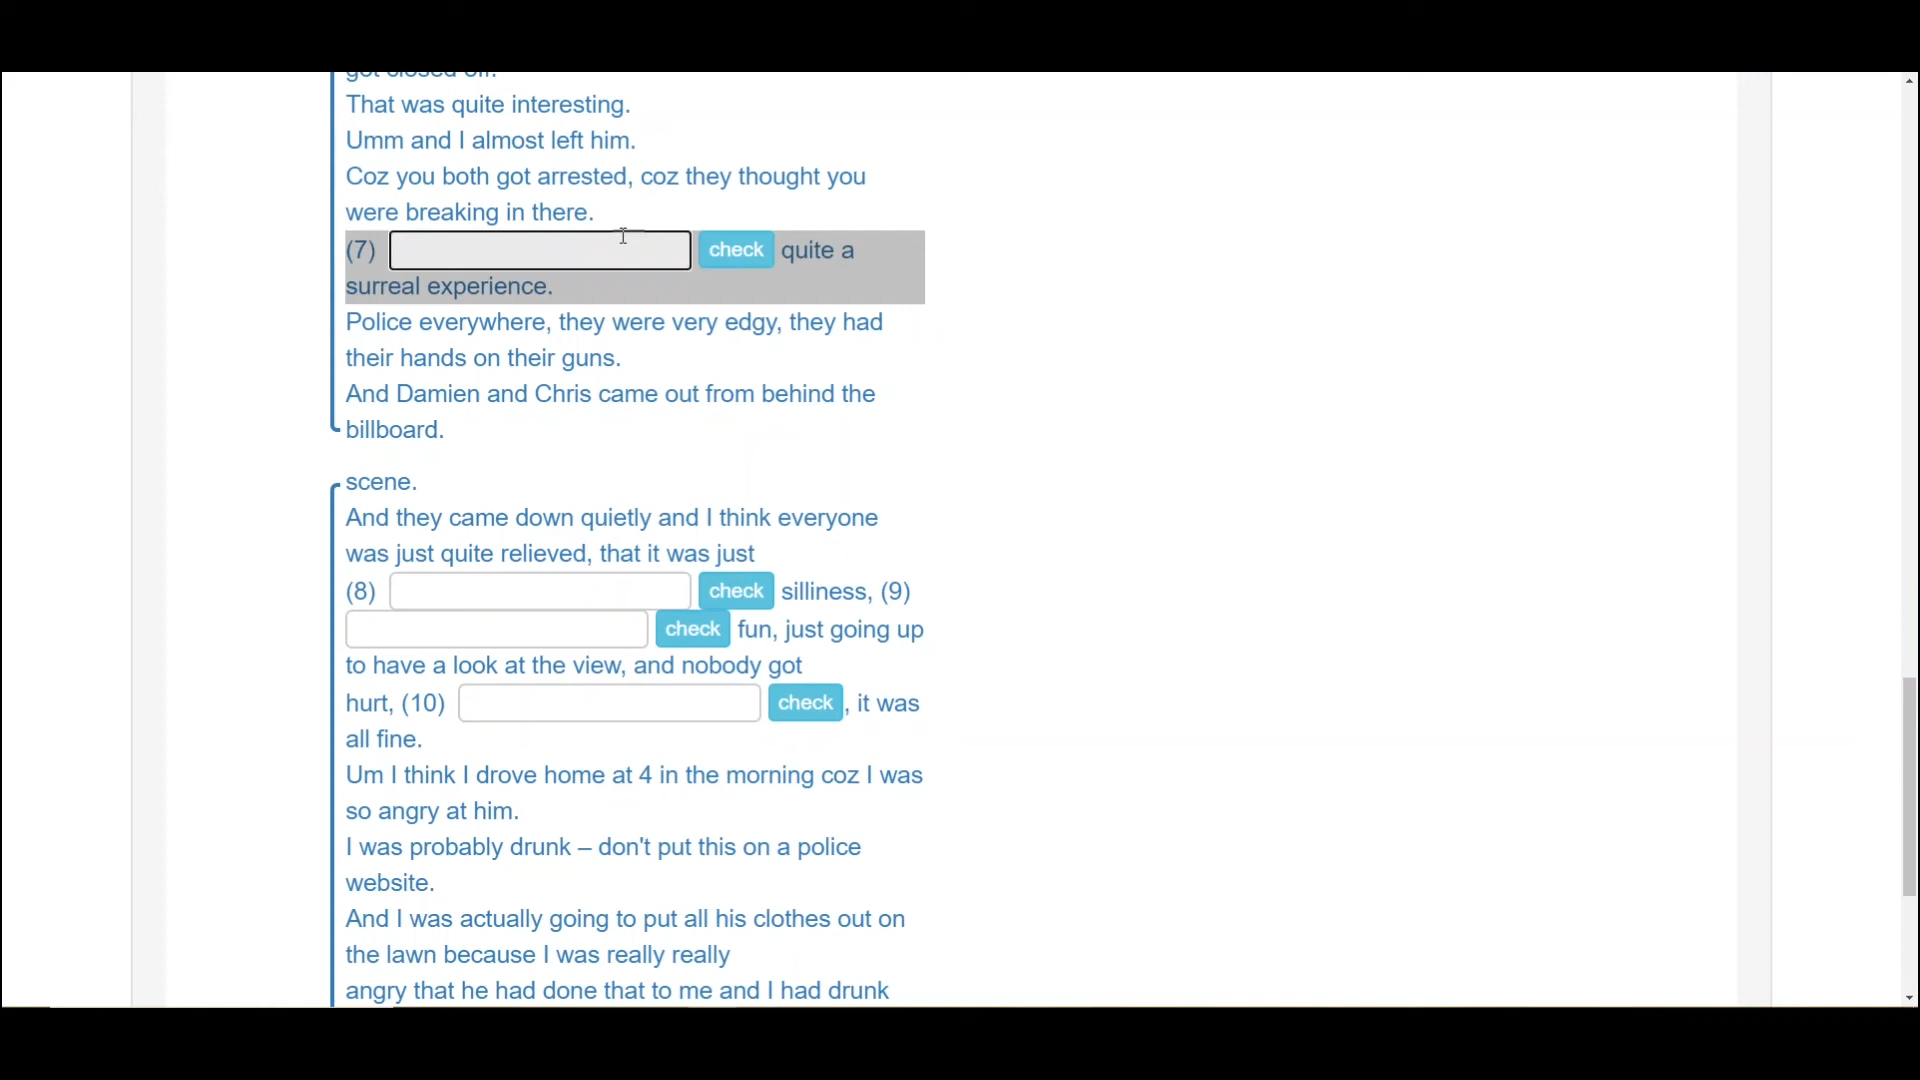 got closed off.
That was quite interesting.
Umm and I almost left him.
Coz you both got arrested, coz they thought you
were breaking in there.
(7) check quite a
surreal experience.
Police everywhere, they were very edgy, they had
their hands on their guns.
And Damien and Chris came out from behind the
billboard.
scene.
And they came down quietly and I think everyone
was just quite relieved, that it was just
(8) check silliness, (9)
check fun, just going up
to have a look at the view, and nobody got
hurt, (10) check , it was
all fine.
Um I think I drove home at 4 in the morning coz I was
so angry at him.
I was probably drunk – don't put this on a police
website.
And I was actually going to put all his clothes out on
the lawn because I was really really
angry that he had done that to me and I had drunk